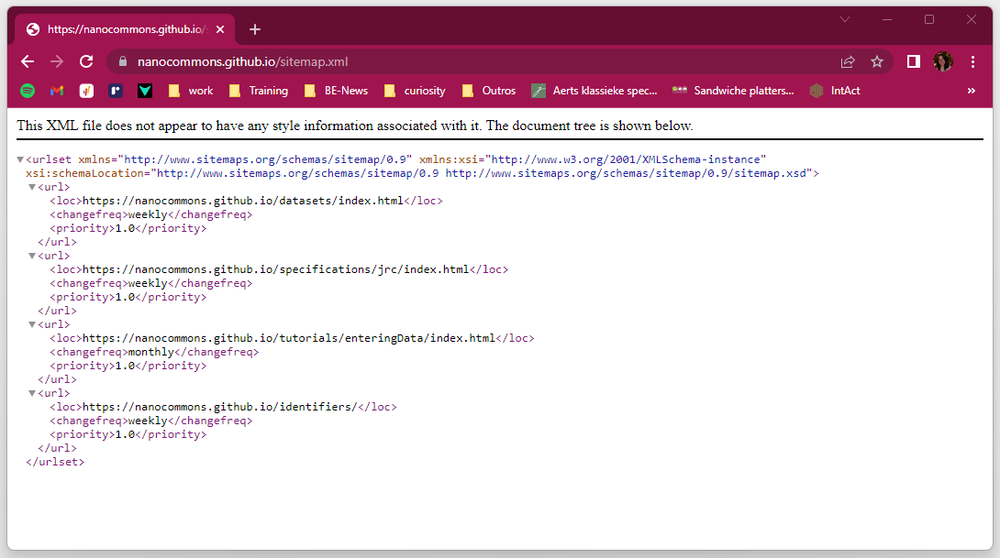 https://nanocommons.github.io/
nanocommons.github.io/sitemap.xml
work Training BE-News curiosity Outros Aerts klassieke spec... Sandwiche platters... IntAct »
This XML file does not appear to have any style information associated with it. The document tree is shown below.
▼<urlset xmlns="http://www.sitemaps.org/schemas/sitemap/0.9" xmlns:xsi="http://www.w3.org/2001/XMLSchema-instance"
xsi:schemaLocation="http://www.sitemaps.org/schemas/sitemap/0.9 http://www.sitemaps.org/schemas/sitemap/0.9/sitemap.xsd">
▼<url>
<loc>https://nanocommons.github.io/datasets/index.html</loc>
<changefreq>weekly</changefreq>
<priority>1.0</priority>
</url>
▼<url>
<loc>https://nanocommons.github.io/specifications/jrc/index.html</loc>
<changefreq>weekly</changefreq>
<priority>1.0</priority>
</url>
▼<url>
<loc>https://nanocommons.github.io/tutorials/enteringData/index.html</loc>
<changefreq>monthly</changefreq>
<priority>1.0</priority>
</url>
▼<url>
<loc>https://nanocommons.github.io/identifiers/</loc>
<changefreq>weekly</changefreq>
<priority>1.0</priority>
</url>
</urlset>